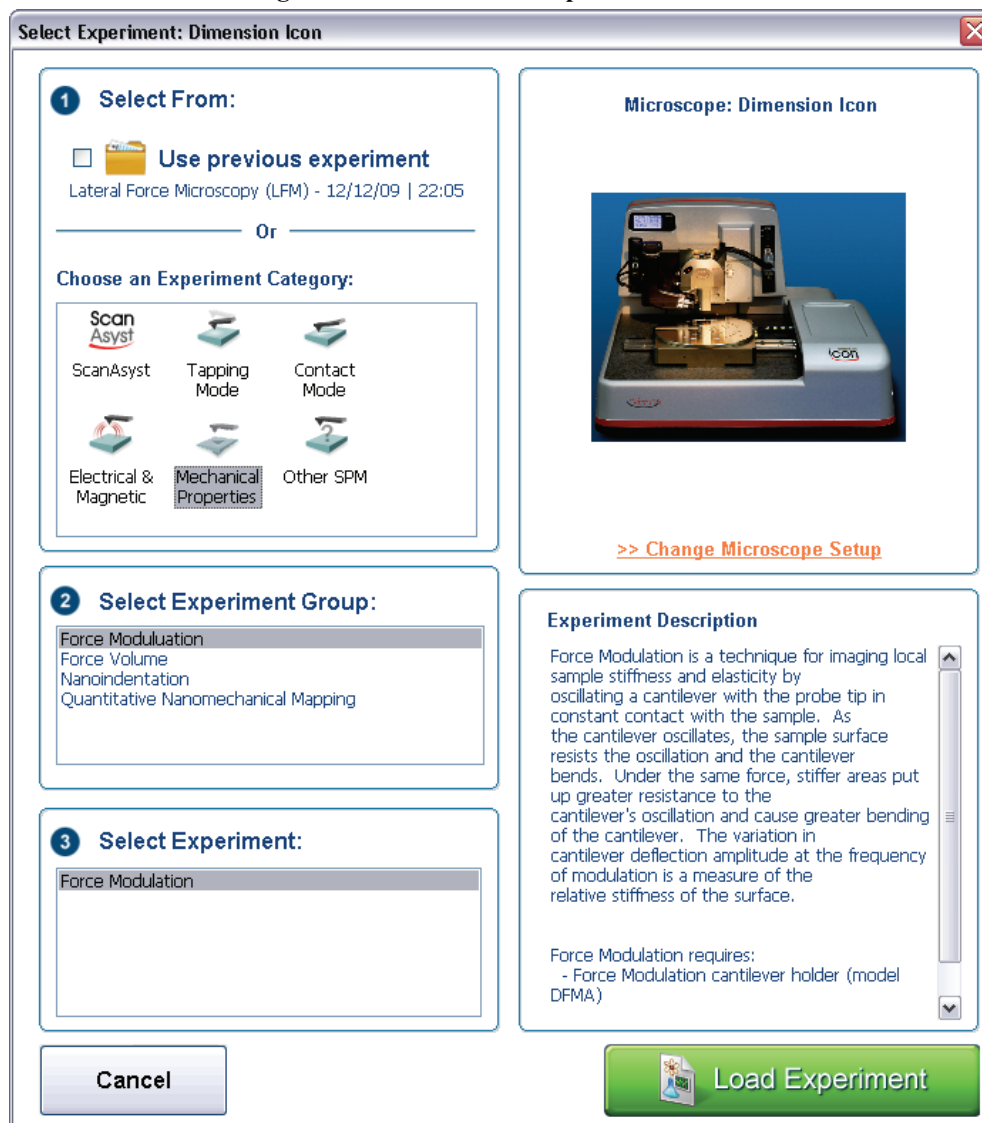 Select Experiment: Dimension Icon
1 Select From:
Use previous experiment
Lateral Force Microscopy (LFM) - 12/12/09 | 22:05
Or
Choose an Experiment Category:
Scan
Asyst
ScanAsyst
Tapping
Mode
Contact
Mode
Electrical &
Magnetic
Mechanical
Properties
?
Other SPM
2 Select Experiment Group:
Force Moduluation
Force Volume
Nanoindentation
Quantitative Nanomechanical Mapping
3 Select Experiment:
Force Modulation
Cancel
Microscope: Dimension Icon
Icon
>> Change Microscope Setup
Experiment Description
Force Modulation is a technique for imaging local
sample stiffness and elasticity by
oscillating a cantilever with the probe tip in
constant contact with the sample. As
the cantilever oscillates, the sample surface
resists the oscillation and the cantilever
bends. Under the same force, stiffer areas put
up greater resistance to the
cantilever's oscillation and cause greater bending
of the cantilever. The variation in
cantilever deflection amplitude at the frequency
of modulation is a measure of the
relative stiffness of the surface.
Force Modulation requires:
- Force Modulation cantilever holder (model
DFMA)
Load Experiment